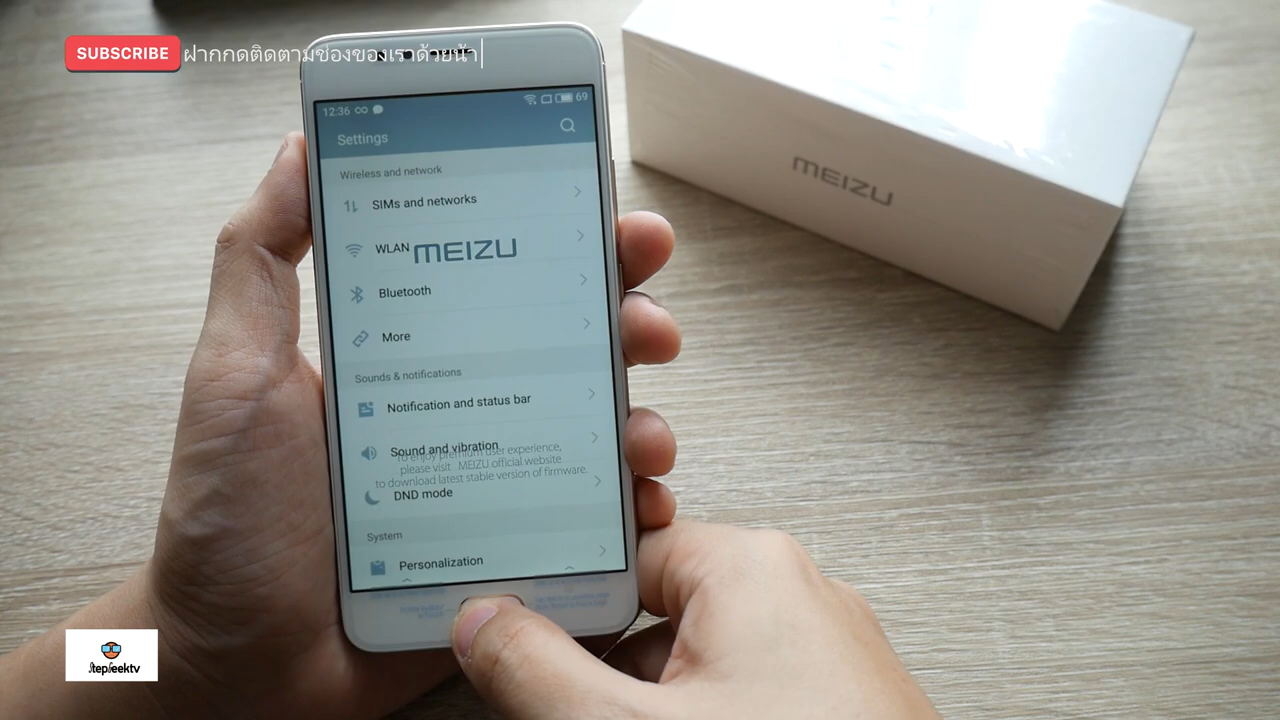 SUBSCRIBE ฝากกดติดตามช่องของเราด้วยน้า
12:36 69
Settings
Wireless and network
SIMs and networks
WLAN
MEIZU
Bluetooth
More
Sounds & notifications
Notification and status bar
Sound and vibration
To enjoy premium user experience,
please visit MEIZU official website
to download latest stable version of firmware.
DND mode
System
Personalization
MEIZU
StepGeektv